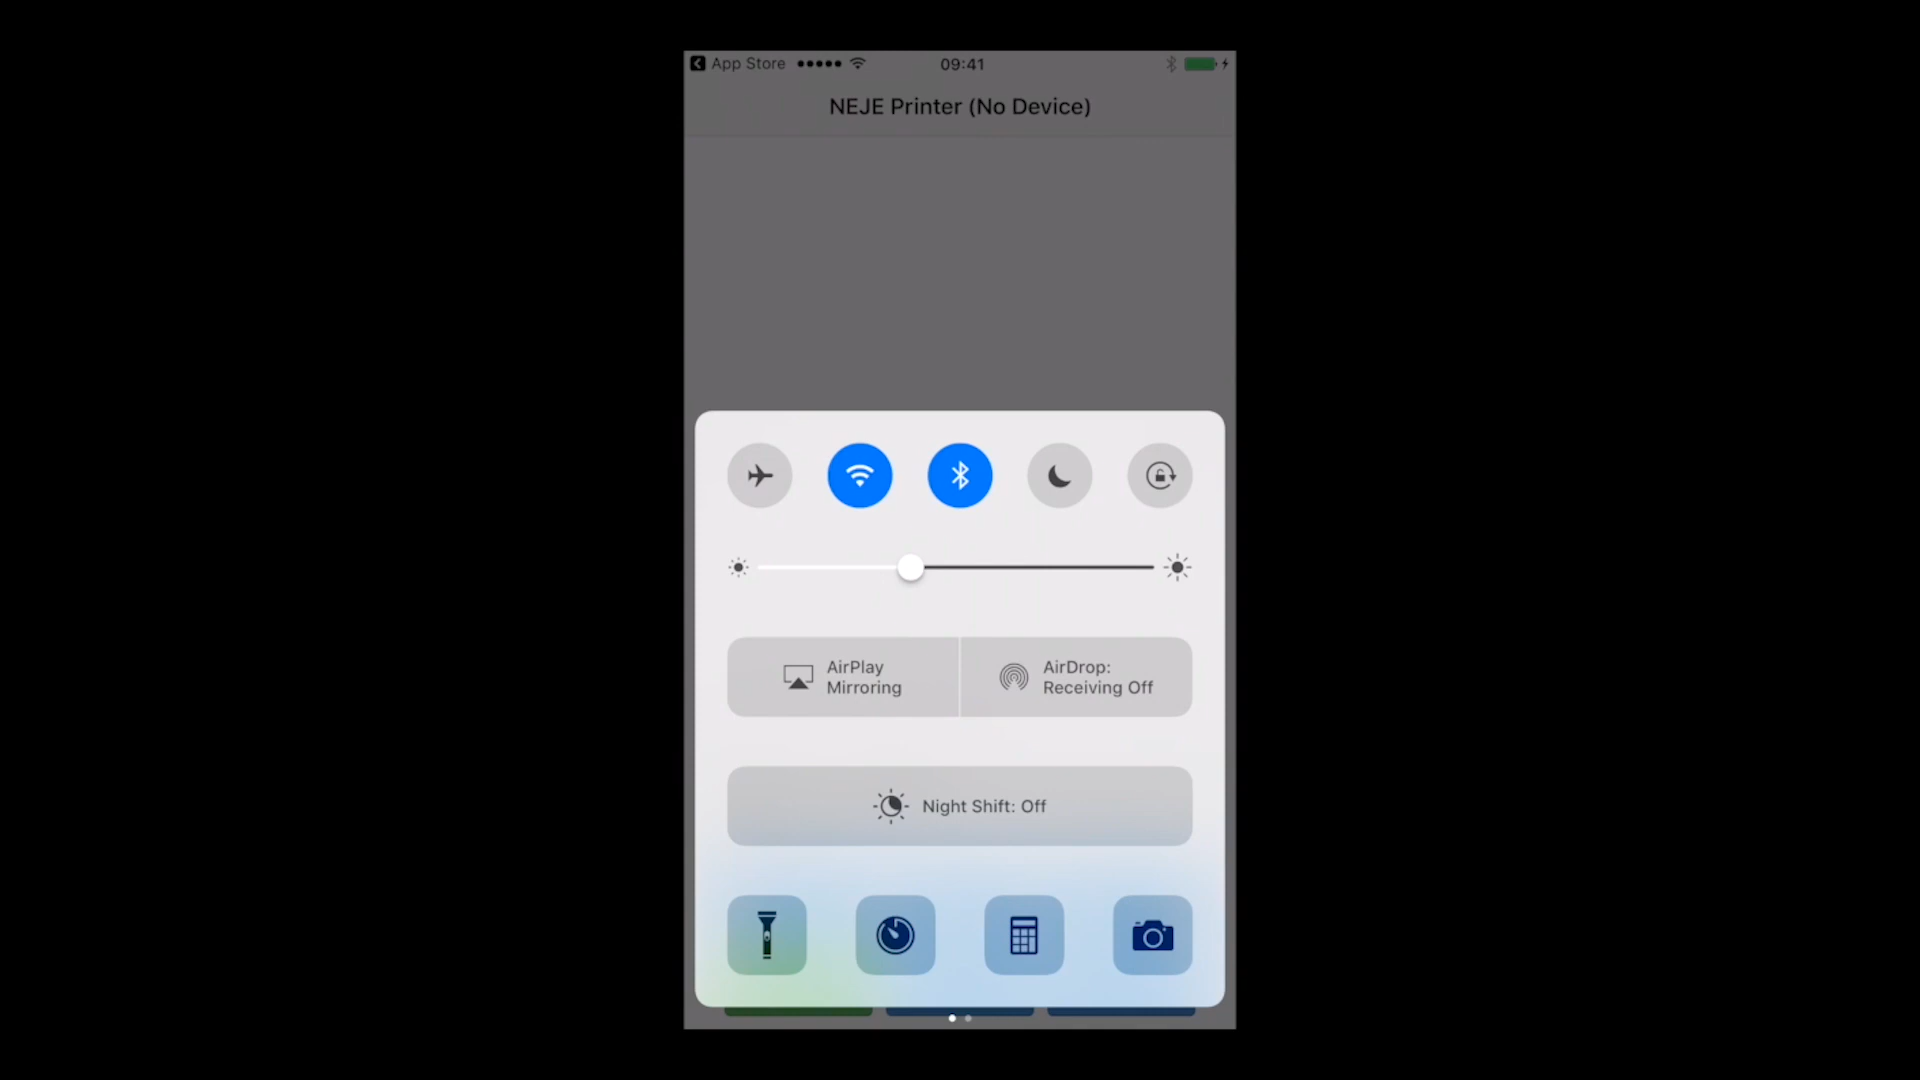 App Store
09:41
NEJE Printer (No Device)
AirPlay
Mirroring
AirDrop:
Receiving Off
Night Shift: Off